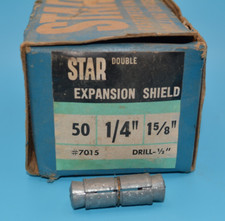 STAR DOUBLE
EXPANSION SHIELD
50 1/4" 1 5/8"
#7015 DRILL-½"